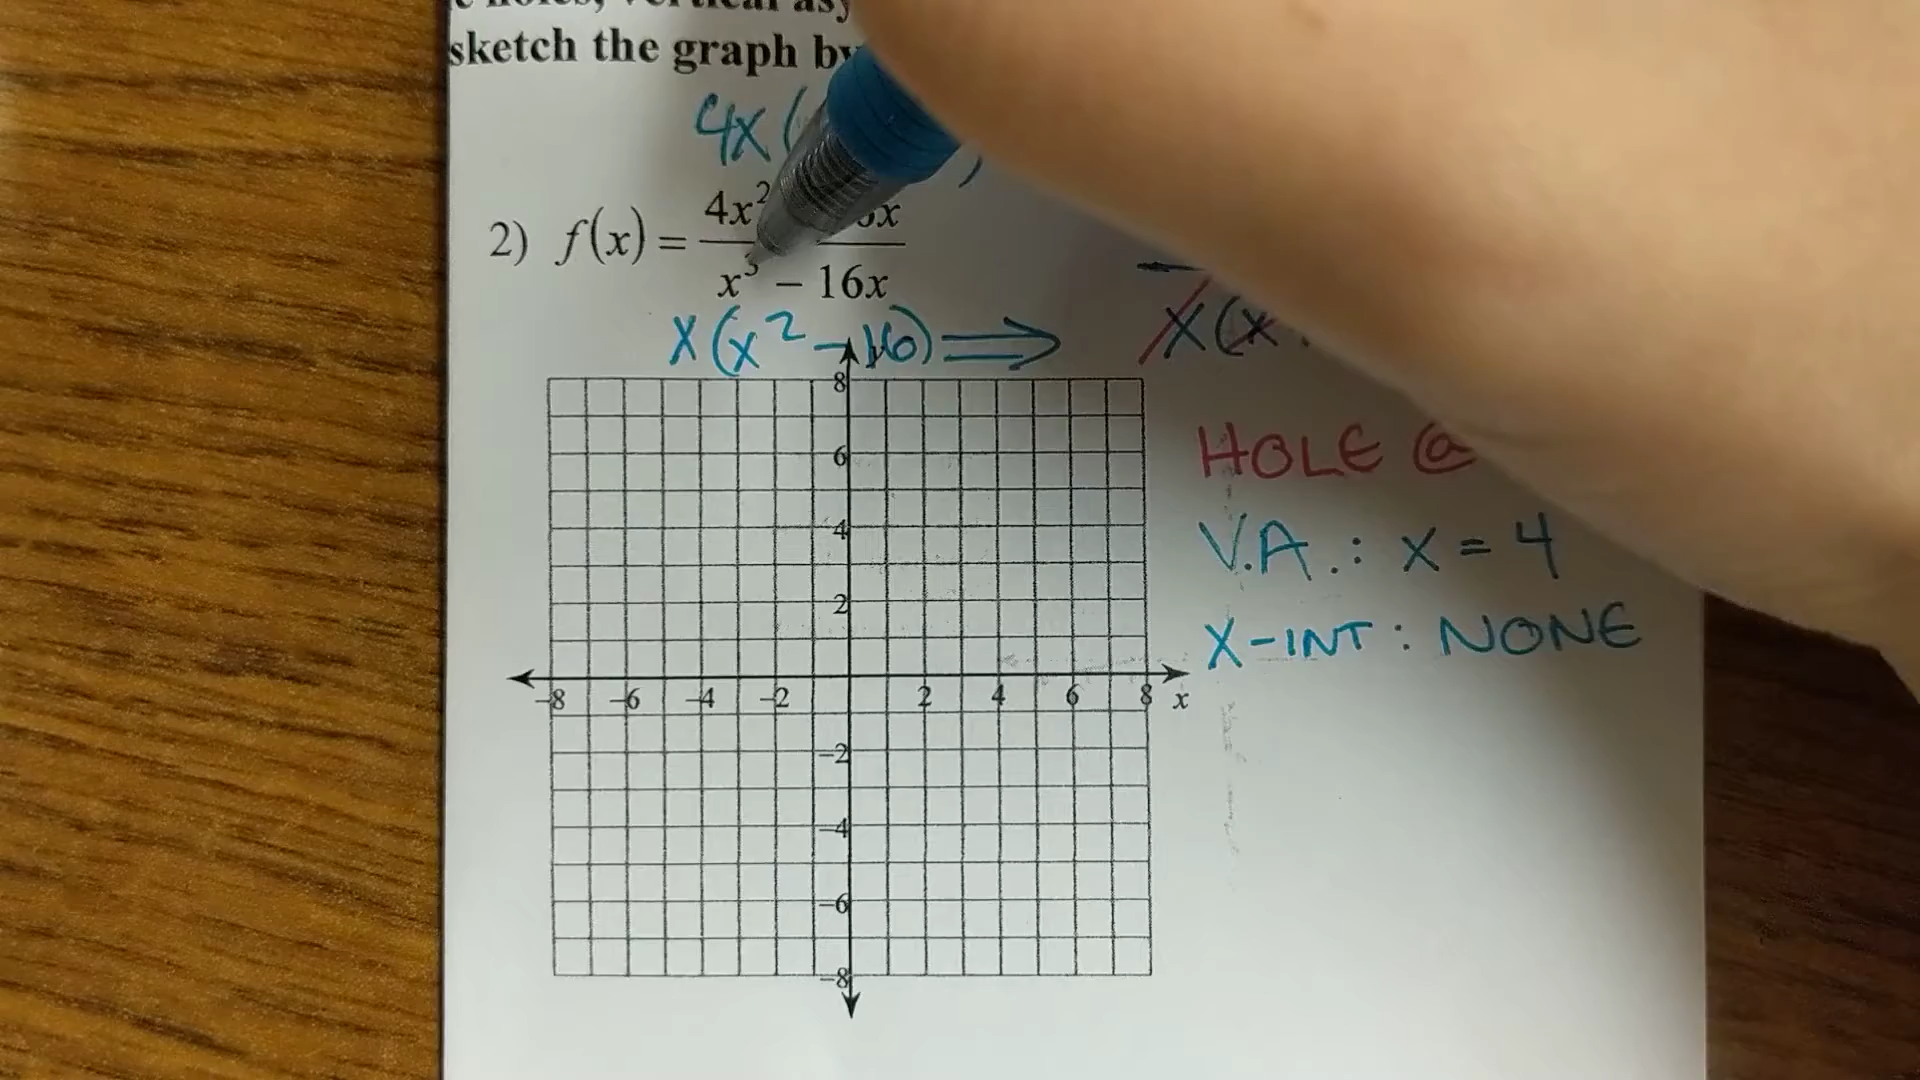 sketch the graph by
4x(
2) f(x) = 4x² x
x³ − 16x
x(x² − 16) ⟹ x(x
y
8
6
4
2
-8 -6 -4 -2 2 4 6 8 x
-2
-4
-6
-8
HOLE @
V.A.: x = 4
X-INT: NONE